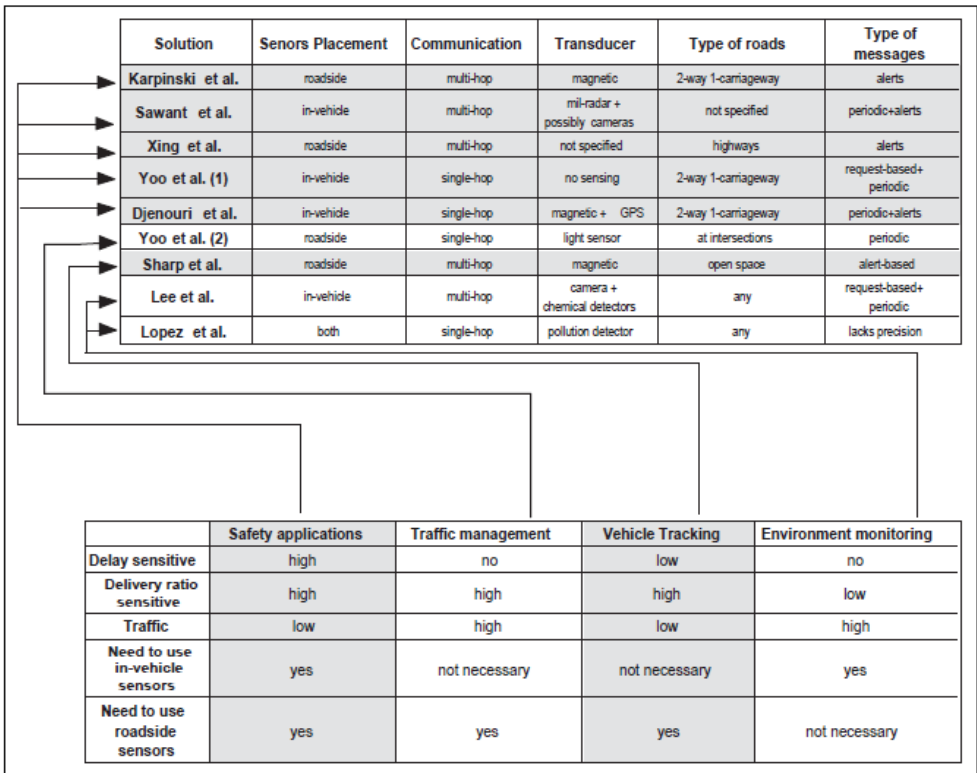 Solution Senors Placement Communication Transducer Type of roads Type of messages
Karpinski et al. roadside multi-hop magnetic 2-way 1-carriageway alerts
Sawant et al. in-vehicle multi-hop mil-radar + possibly cameras not specified periodic+alerts
Xing et al. roadside multi-hop not specified highways alerts
Yoo et al. (1) in-vehicle single-hop no sensing 2-way 1-carriageway request-based+ periodic
Djenouri et al. in-vehicle single-hop magnetic + GPS 2-way 1-carriageway periodic+alerts
Yoo et al. (2) roadside single-hop light sensor at intersections periodic
Sharp et al. roadside multi-hop magnetic open space alert-based
Lee et al. in-vehicle multi-hop camera + chemical detectors any request-based+ periodic
Lopez et al. both single-hop pollution detector any lacks precision
Safety applications Traffic management Vehicle Tracking Environment monitoring
Delay sensitive high no low no
Delivery ratio sensitive high high high low
Traffic low high low high
Need to use in-vehicle sensors yes not necessary not necessary yes
Need to use roadside sensors yes yes yes not necessary